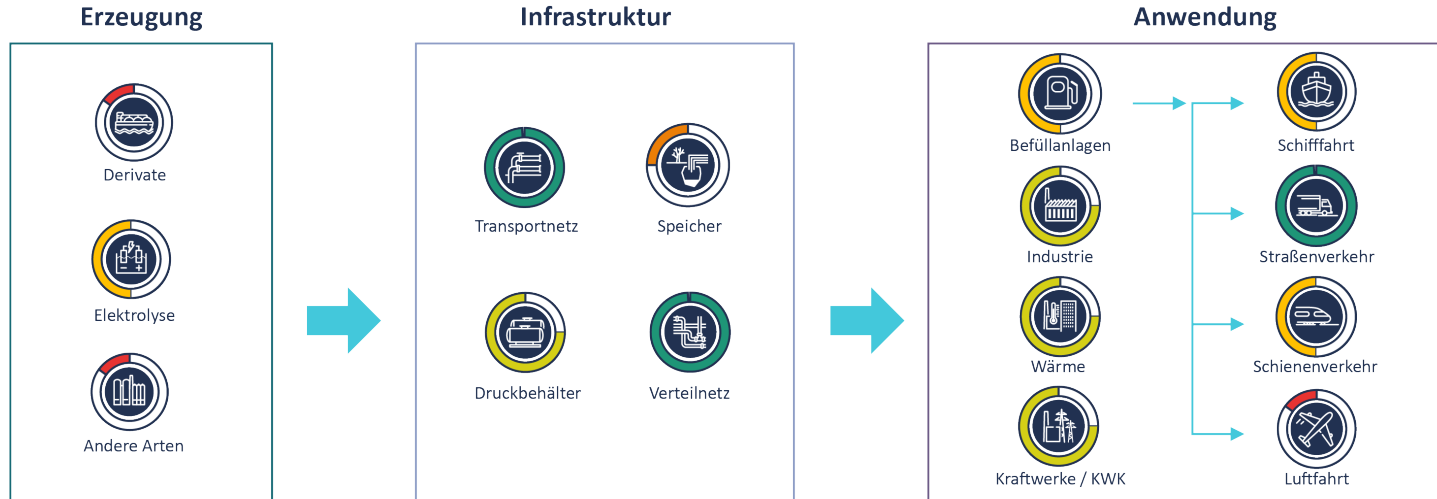 Erzeugung
Infrastruktur
Anwendung
Derivate
Elektrolyse
Andere Arten
Transportnetz
Speicher
Druckbehälter
Verteilnetz
Befüllanlagen
Schifffahrt
Industrie
Straßenverkehr
Wärme
Schienenverkehr
Kraftwerke / KWK
Luftfahrt